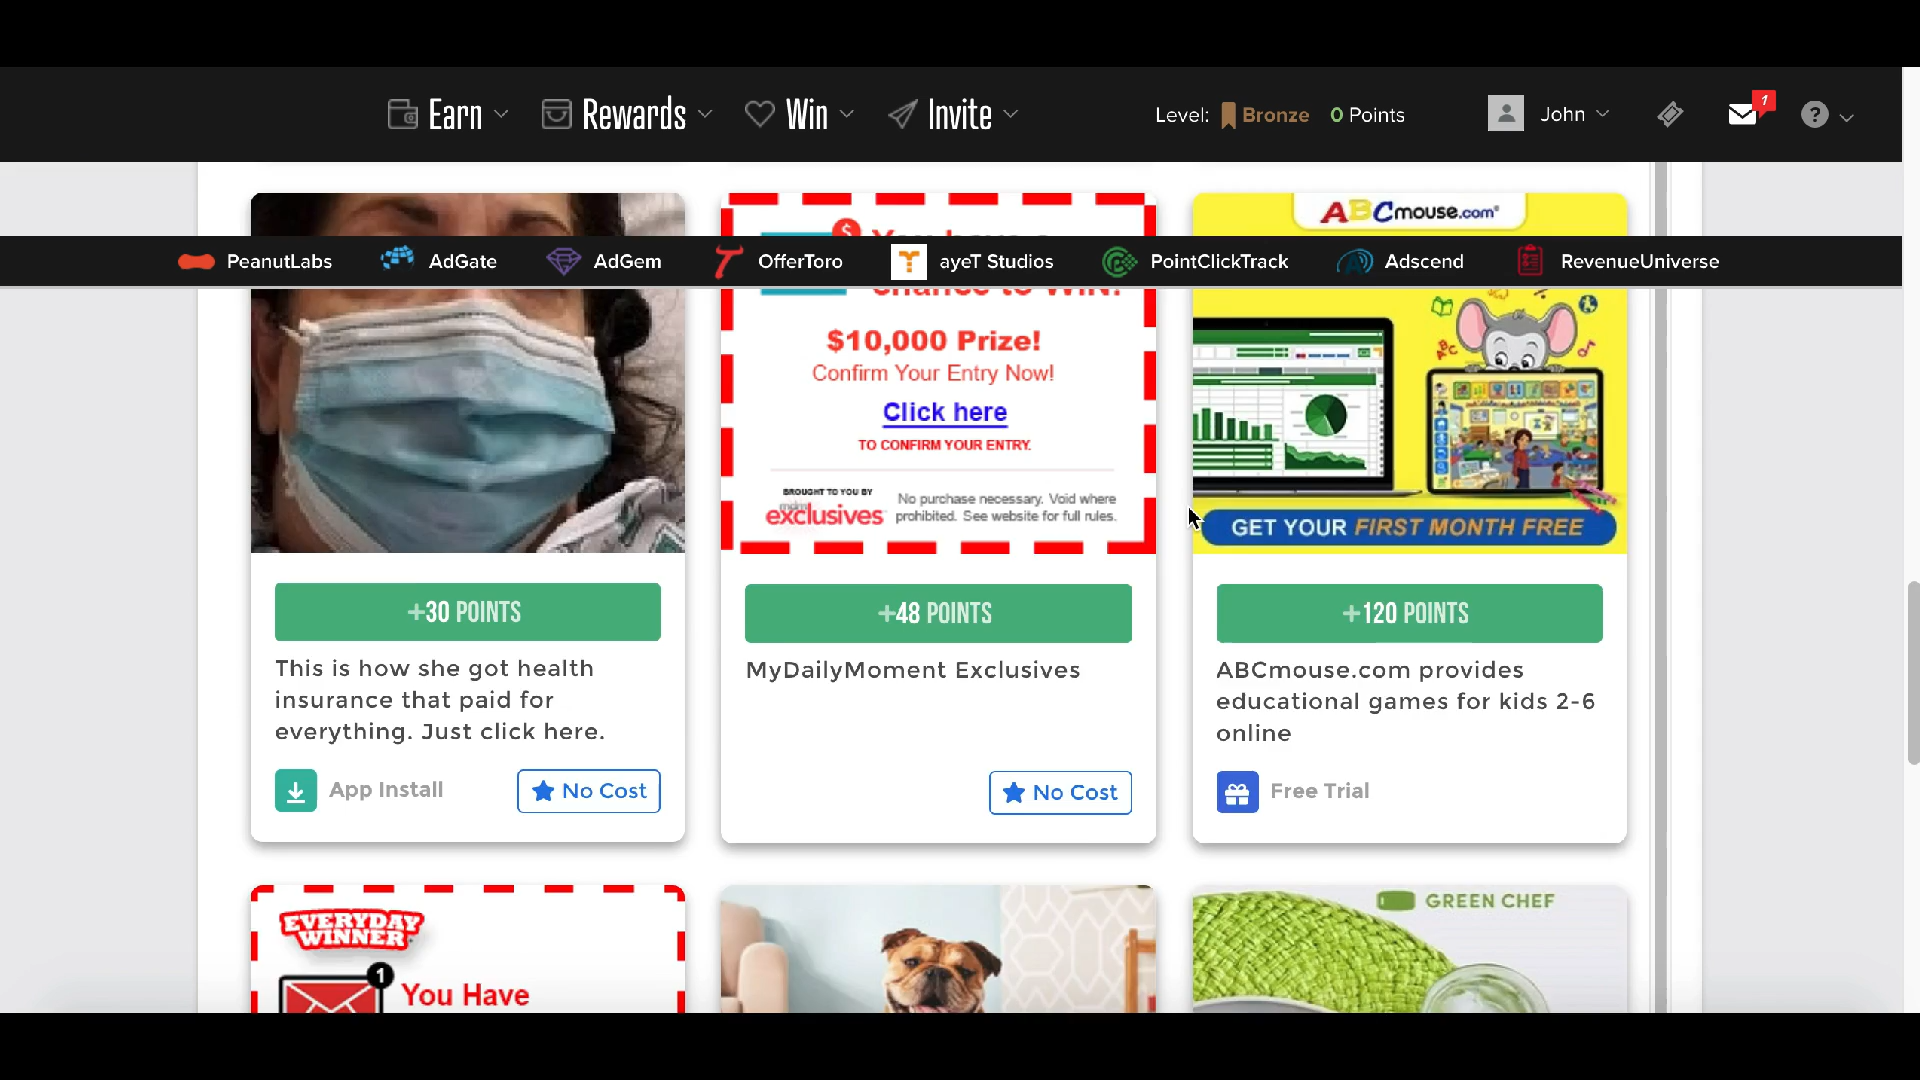 Earn
Rewards
Win
Invite
Level: Bronze 0 Points
John
1
?
ABCmouse.com
PeanutLabs
AdGate
AdGem
OfferToro
ayeT Studios
PointClickTrack
Adscend
RevenueUniverse
$10,000 Prize!
Confirm Your Entry Now!
Click here
TO CONFIRM YOUR ENTRY.
BROUGHT TO YOU BY
exclusives
No purchase necessary. Void where
prohibited. See website for full rules.
GET YOUR FIRST MONTH FREE
+30 POINTS
This is how she got health
insurance that paid for
everything. Just click here.
App Install
No Cost
+48 POINTS
MyDailyMoment Exclusives
No Cost
+120 POINTS
ABCmouse.com provides
educational games for kids 2-6
online
Free Trial
EVERYDAY
WINNER
1
You Have
GREEN CHEF